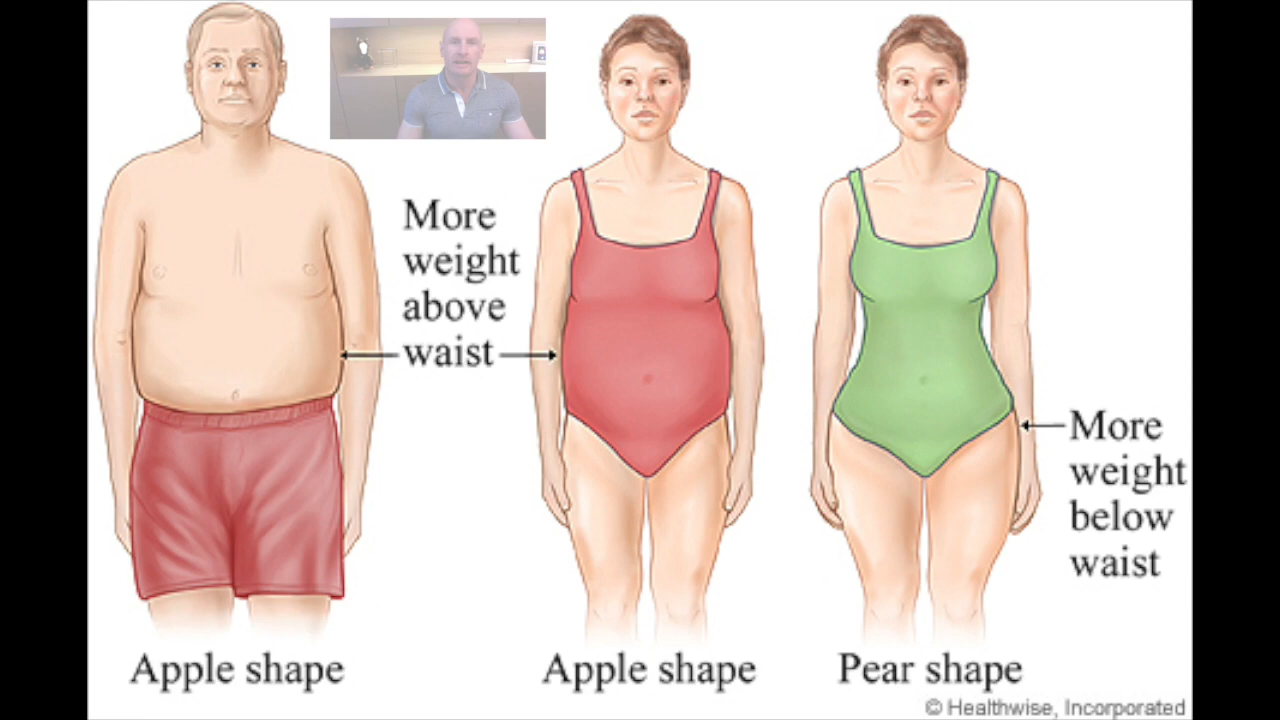 More
weight
above
waist
More
weight
below
waist
Apple shape
Apple shape
Pear shape
© Healthwise, Incorporated